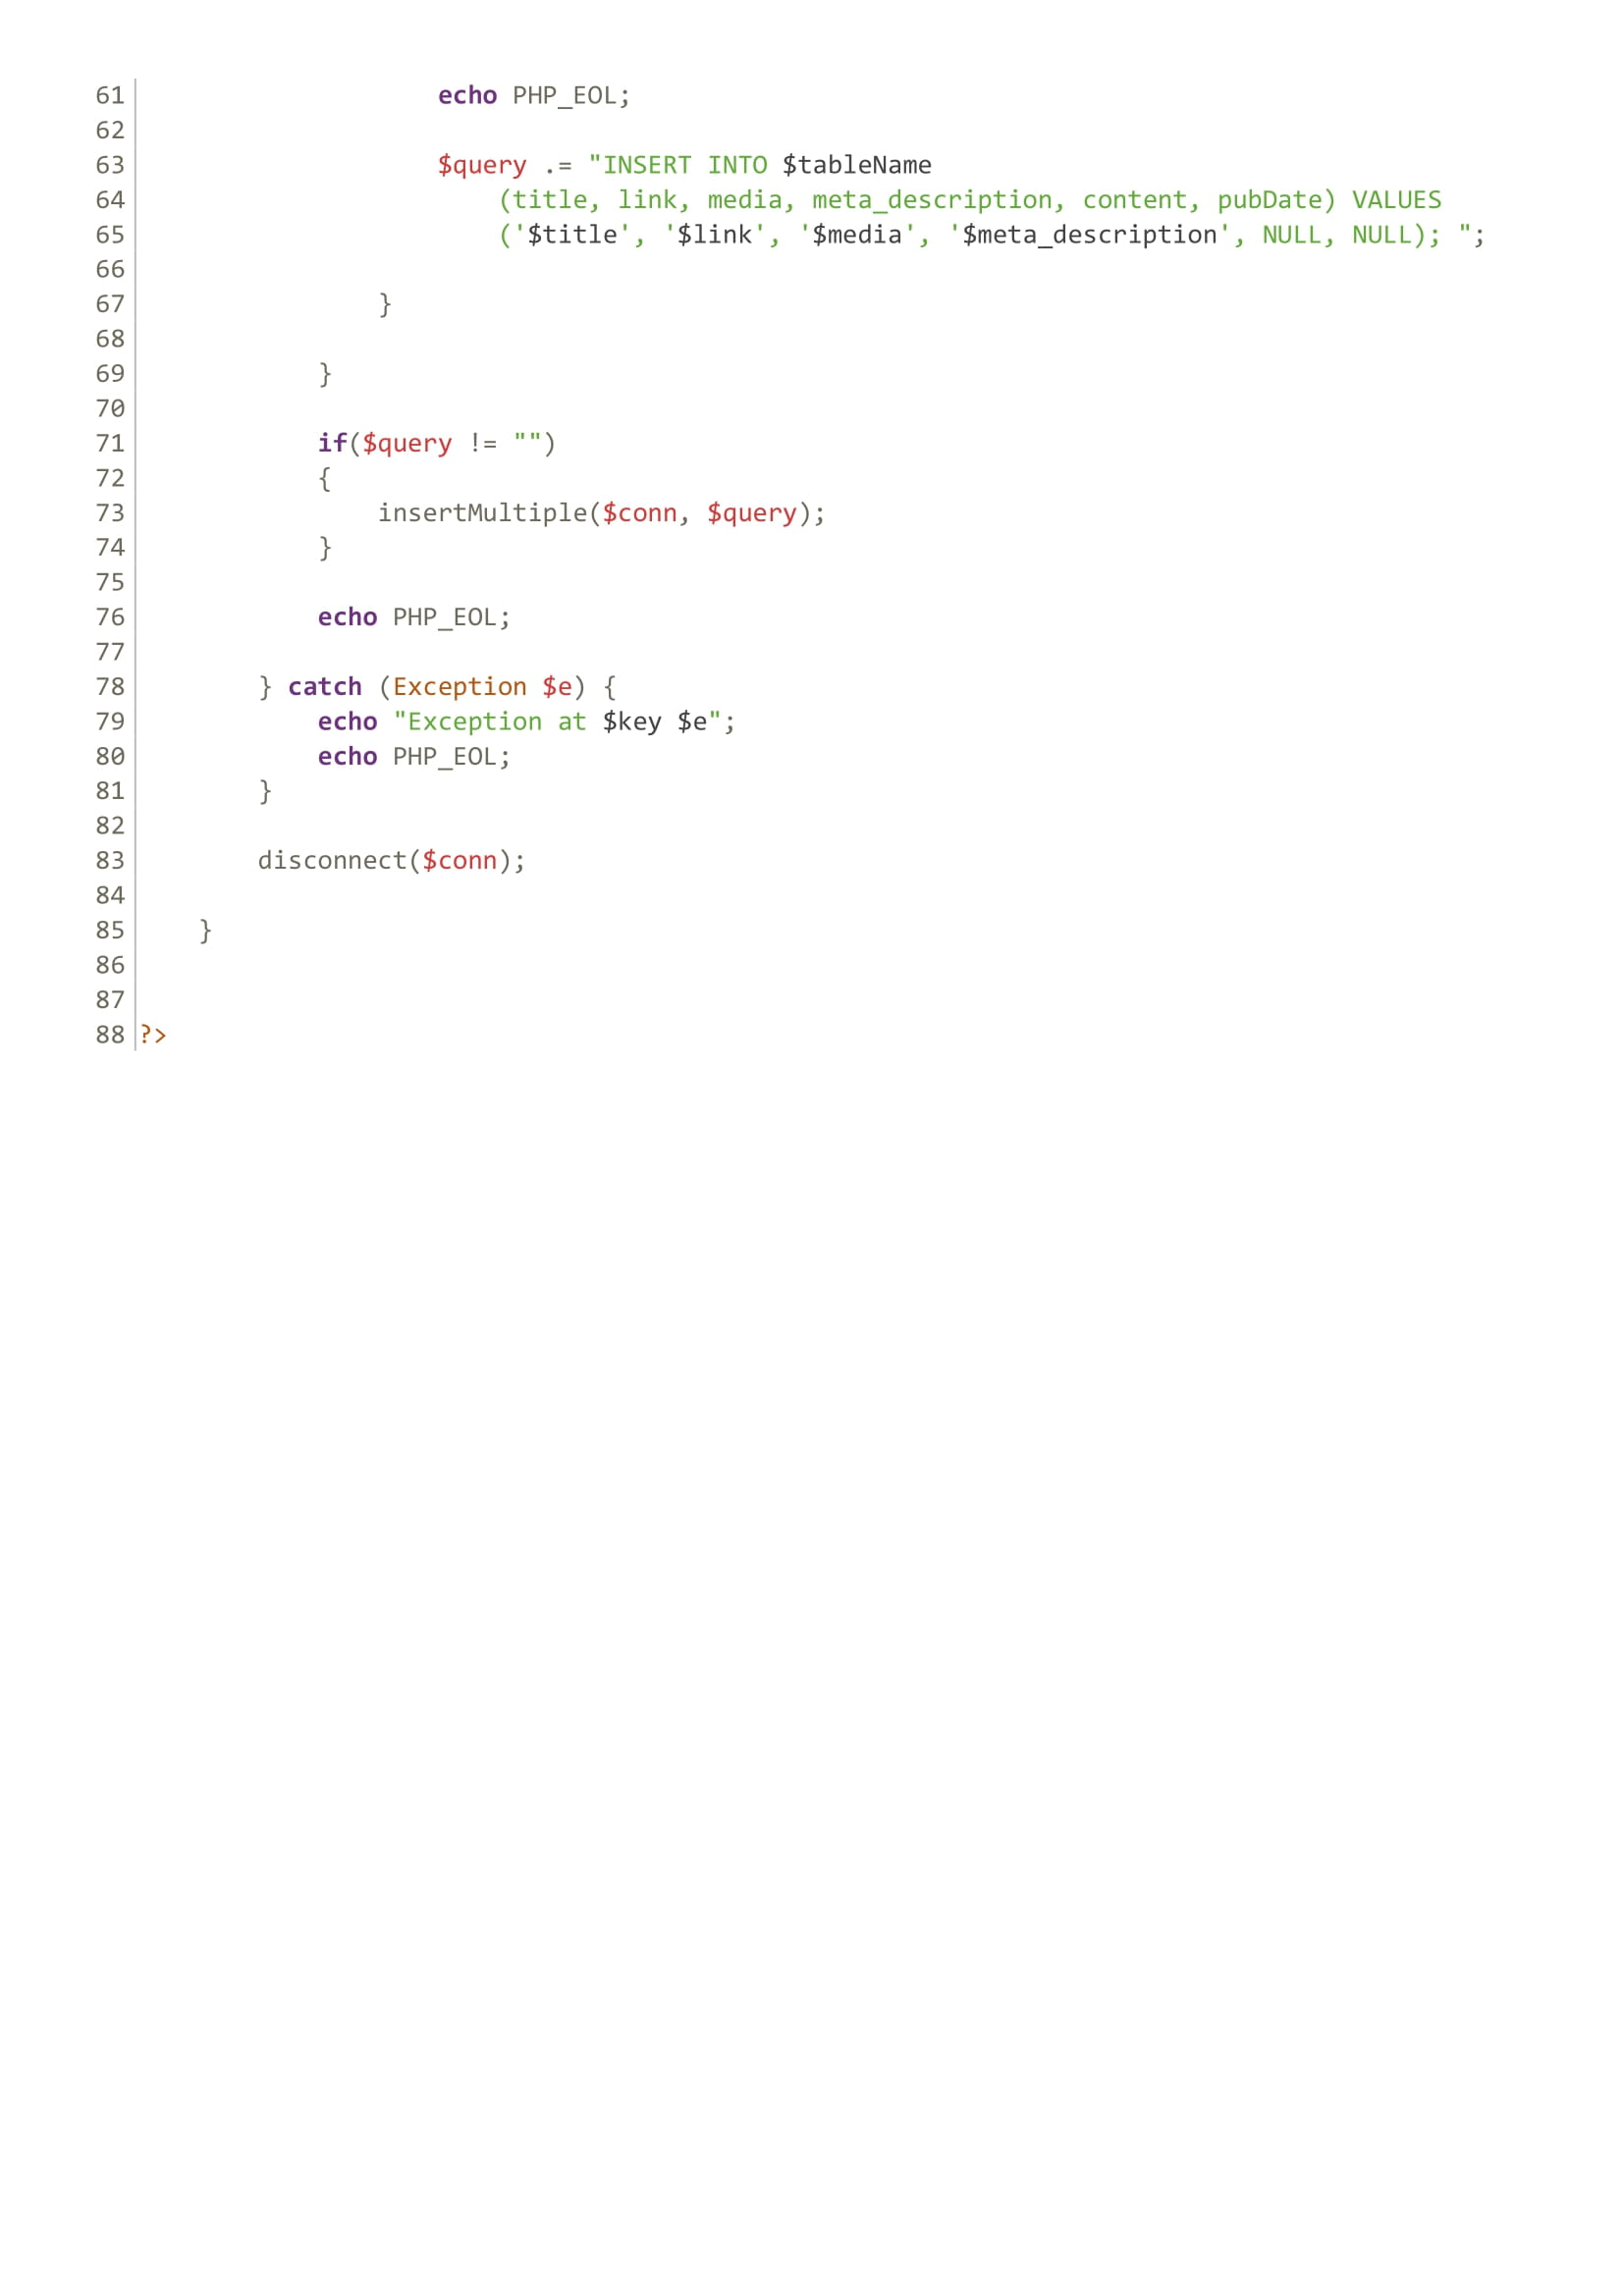 61 echo PHP_EOL;
62
63 $query .= "INSERT INTO $tableName
64 (title, link, media, meta_description, content, pubDate) VALUES
65 ('$title', '$link', '$media', '$meta_description', NULL, NULL); ";
66
67 }
68
69 }
70
71 if($query != "")
72 {
73 insertMultiple($conn, $query);
74 }
75
76 echo PHP_EOL;
77
78 } catch (Exception $e) {
79 echo "Exception at $key $e";
80 echo PHP_EOL;
81 }
82
83 disconnect($conn);
84
85 }
86
87
88 ?>